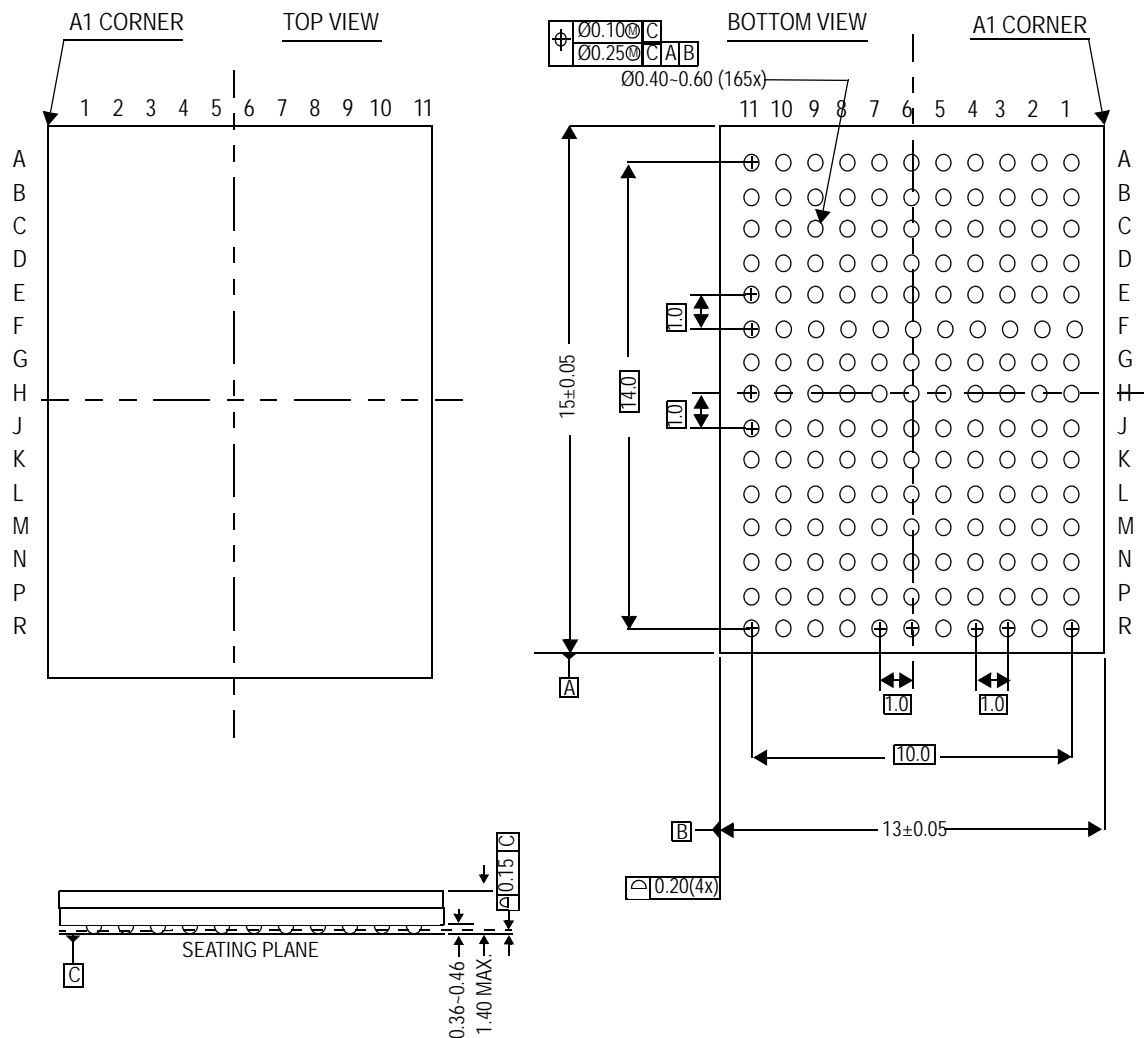 A1 CORNER
TOP VIEW
1 2 3 4 5 6 7 8 9 10 11
A
B
C
D
E
F
G
H
J
K
L
M
N
P
R
Ø0.10Ⓜ C
Ø0.25Ⓜ C A B
BOTTOM VIEW
A1 CORNER
Ø0.40~0.60 (165x)
11 10 9 8 7 6 5 4 3 2 1
A
B
C
D
E
F
G
H
J
K
L
M
N
P
R
1.0
1.0
14.0
15±0.05
A
1.0
1.0
10.0
B
13±0.05
0.20(4x)
0.15 C
SEATING PLANE
C
0.36~0.46
1.40 MAX.